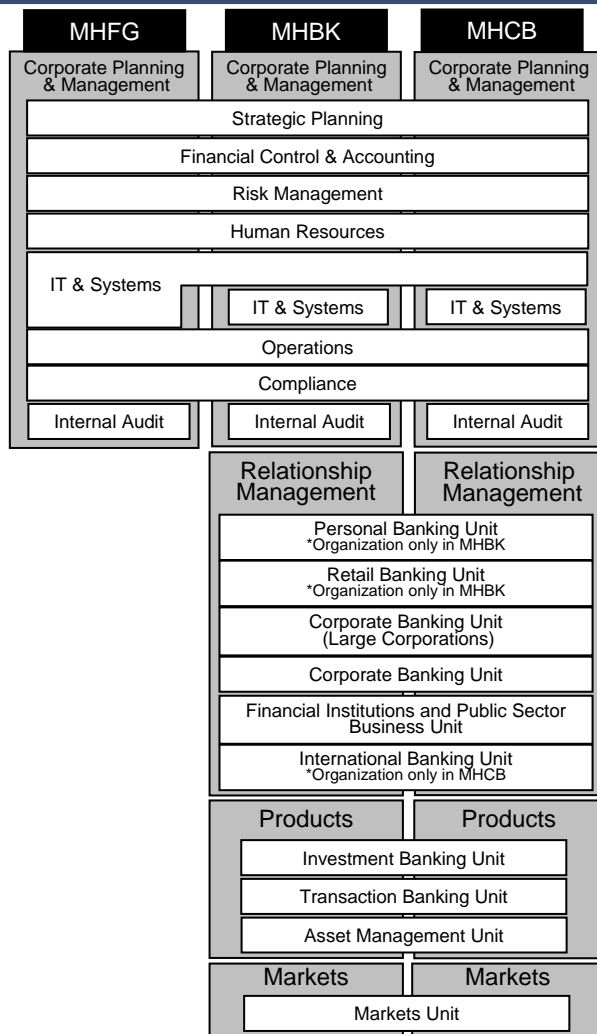 MHFG MHBK MHCB
Corporate Planning Corporate Planning Corporate Planning
& Management & Management & Management
Strategic Planning
Financial Control & Accounting
Risk Management
Human Resources
IT & Systems
IT & Systems IT & Systems
Operations
Compliance
Internal Audit Internal Audit Internal Audit
Relationship Relationship
Management Management
Personal Banking Unit
*Organization only in MHBK
Retail Banking Unit
*Organization only in MHBK
Corporate Banking Unit
(Large Corporations)
Corporate Banking Unit
Financial Institutions and Public Sector
Business Unit
International Banking Unit
*Organization only in MHCB
Products Products
Investment Banking Unit
Transaction Banking Unit
Asset Management Unit
Markets Markets
Markets Unit